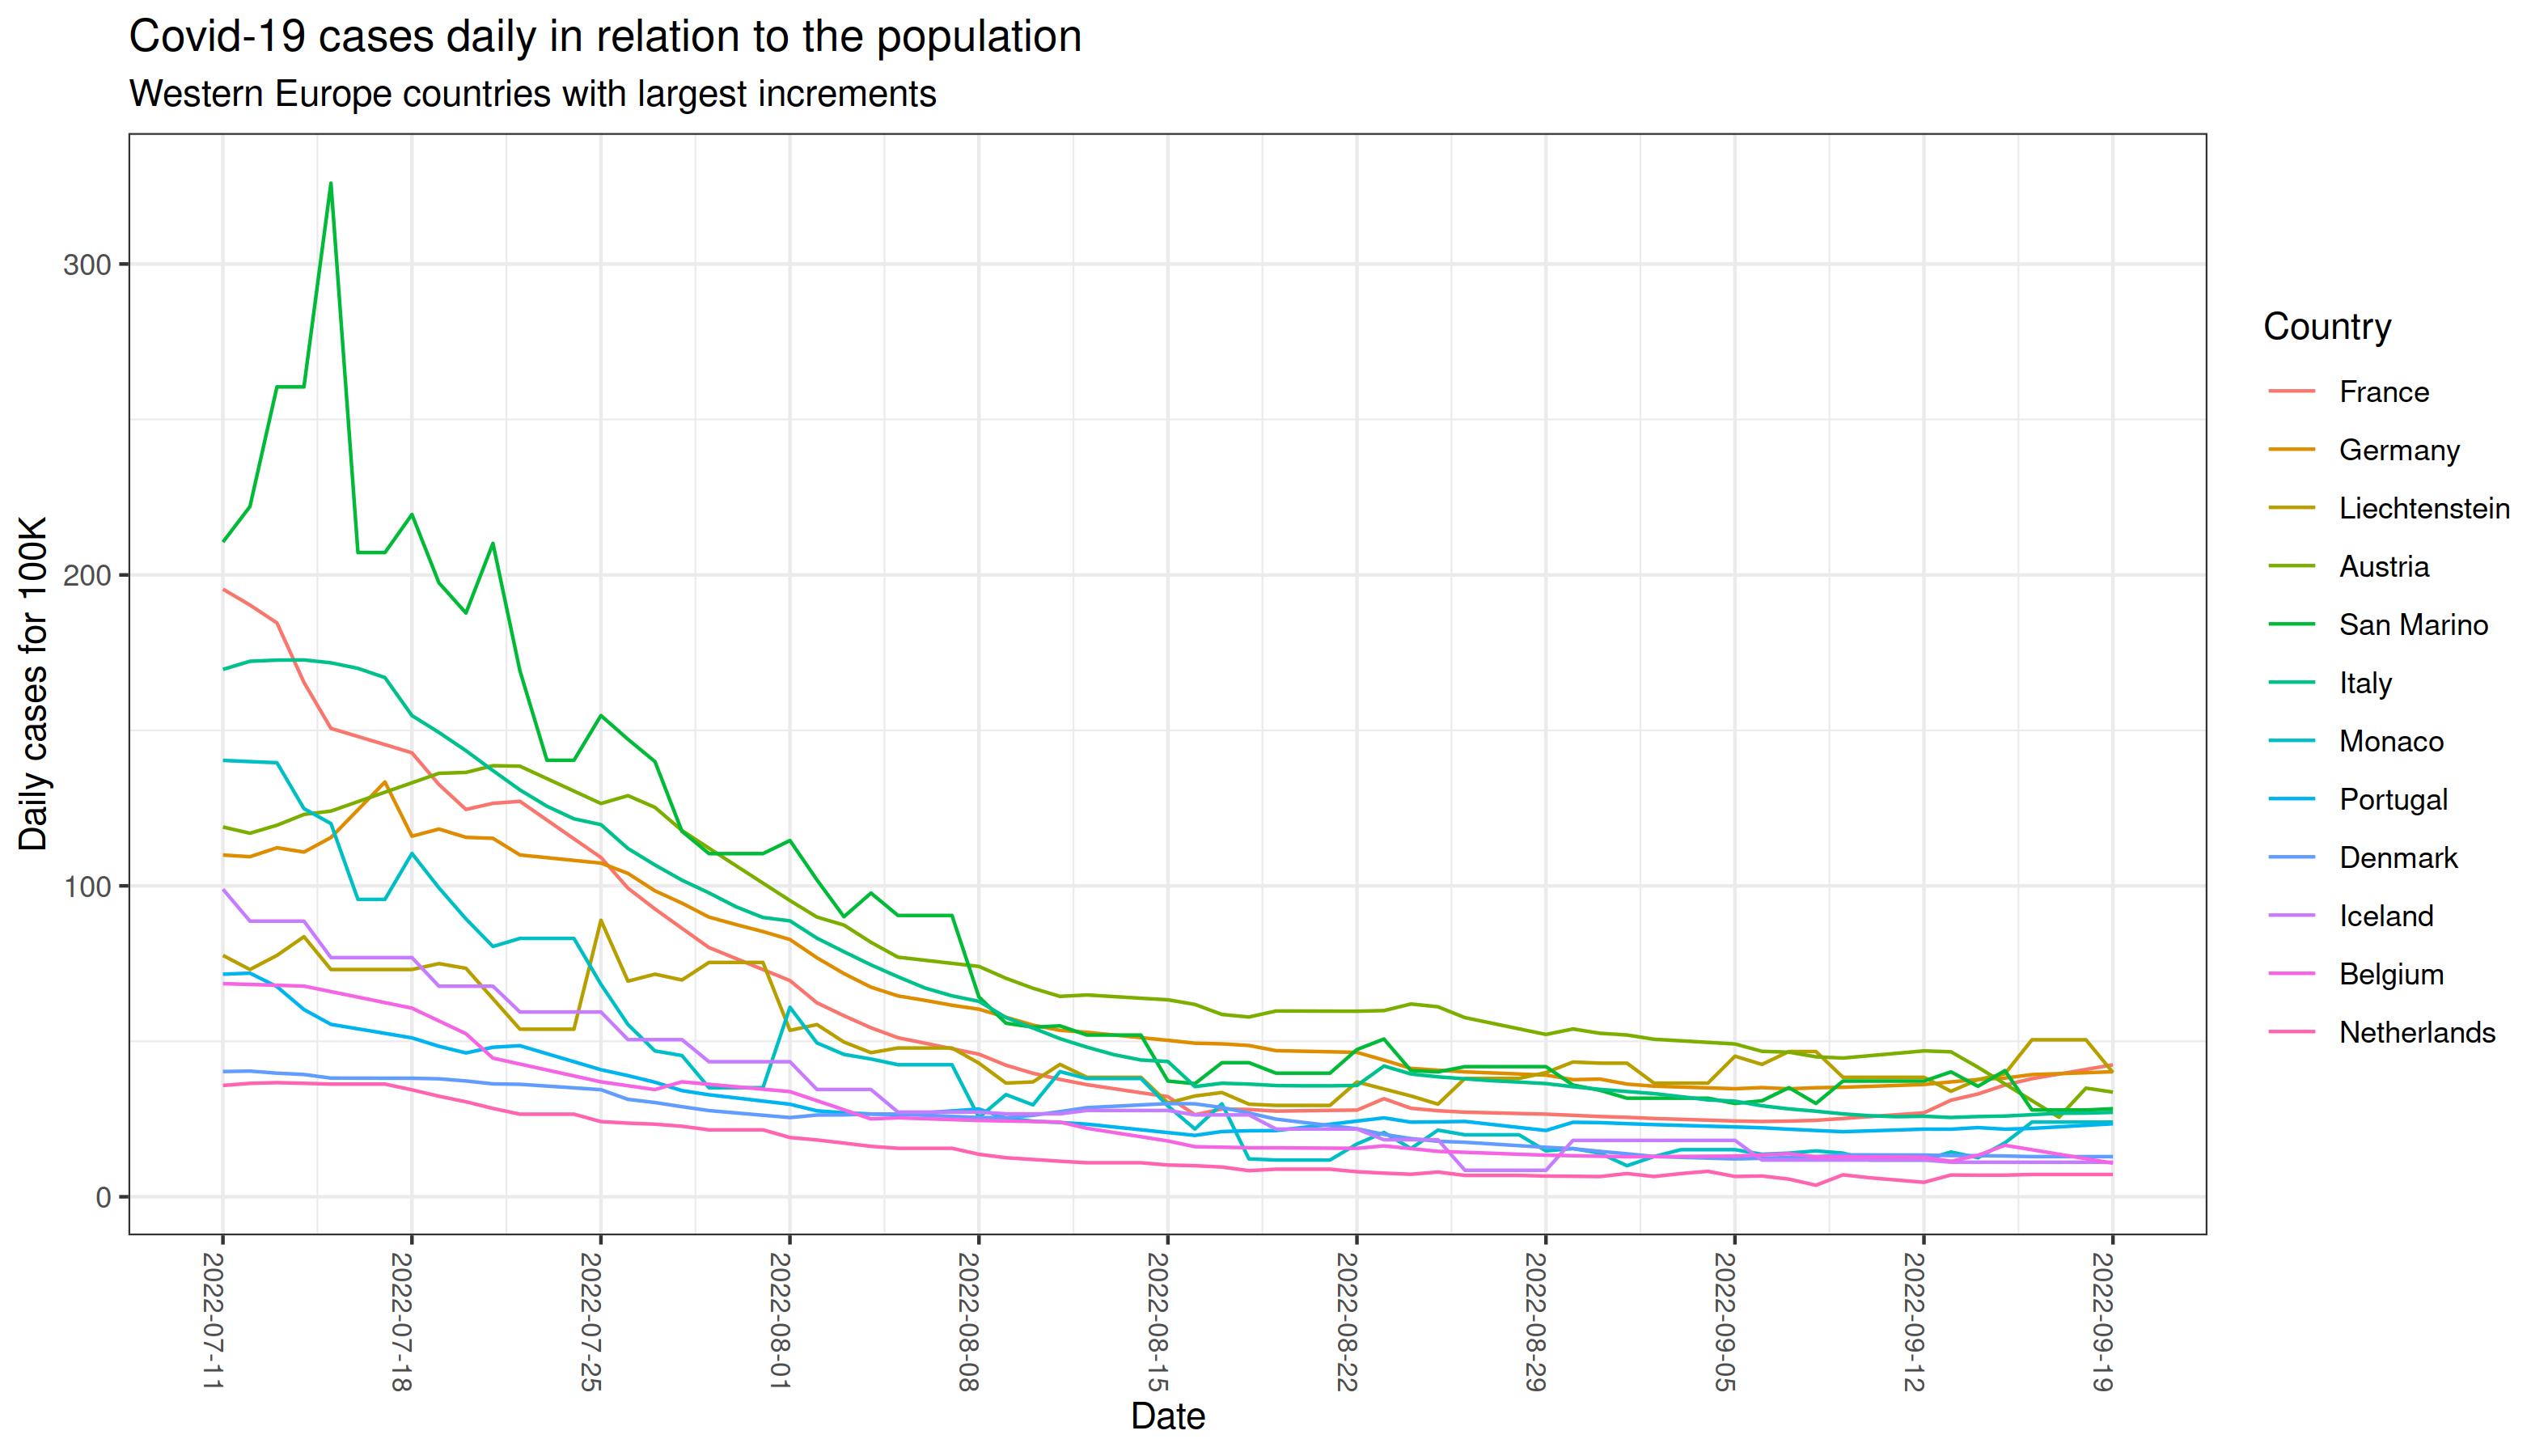 Covid-19 cases daily in relation to the population
Western Europe countries with largest increments
Daily cases for 100K
300
200
100
0
2022-07-11
2022-07-18
2022-07-25
2022-08-01
2022-08-08
2022-08-15
2022-08-22
2022-08-29
2022-09-05
2022-09-12
2022-09-19
Date
Country
France
Germany
Liechtenstein
Austria
San Marino
Italy
Monaco
Portugal
Denmark
Iceland
Belgium
Netherlands